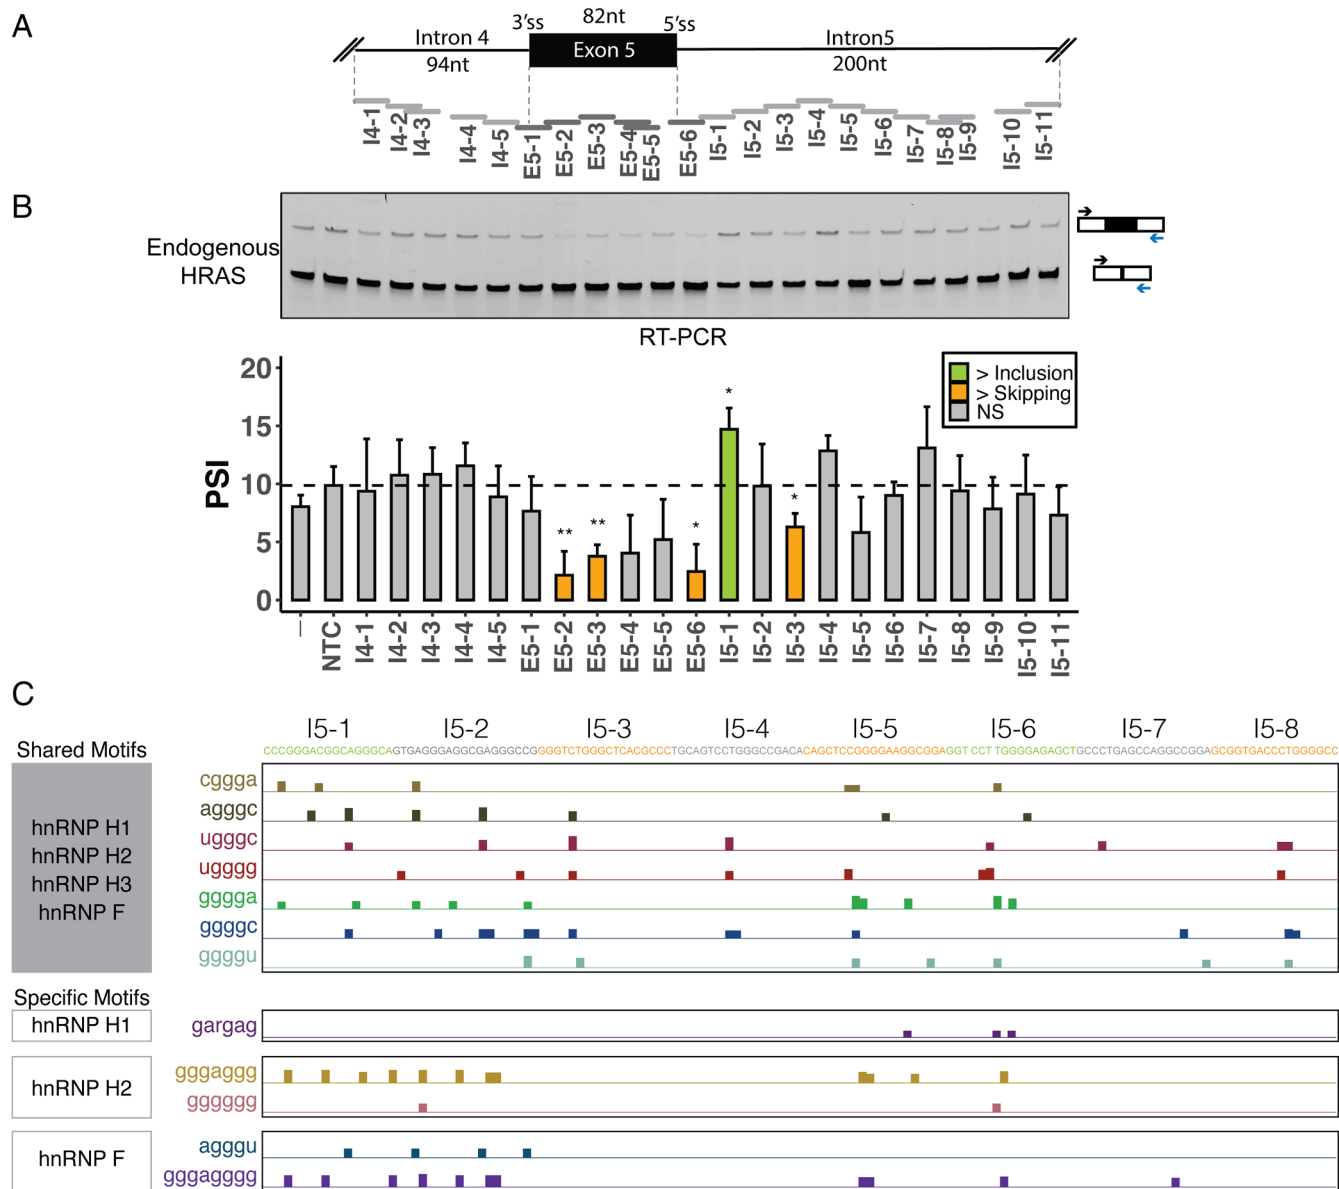 A
3'ss
82nt
5'ss
Intron 4
Exon 5
Intron5
94nt
200nt
I4-1
I4-2
I4-3
I4-4
I4-5
E5-1
E5-2
E5-3
E5-4
E5-5
E5-6
I5-1
I5-2
I5-3
I5-4
I5-5
I5-6
I5-7
I5-8
I5-9
I5-10
I5-11
B
Endogenous
HRAS
RT-PCR
> Inclusion
> Skipping
NS
PSI
20
15
10
5
0
** ** * * *
–
NTC
I4-1
I4-2
I4-3
I4-4
I4-5
E5-1
E5-2
E5-3
E5-4
E5-5
E5-6
I5-1
I5-2
I5-3
I5-4
I5-5
I5-6
I5-7
I5-8
I5-9
I5-10
I5-11
C
I5-1 I5-2 I5-3 I5-4 I5-5 I5-6 I5-7 I5-8
CCCGGGACGGCAGGGCAGTGAGGGAGGCGAGGGCCGGGGTCTGGGCTCACGCCCTGCAGTCCTGGGCCGACACAGCTCCGGGGAAGGCGGAGGT CCT TGGGGAGAGCTGCCCTGAGCCAGGCCGGAGCGGTGACCCTGGGGCC
Shared Motifs
hnRNP H1
hnRNP H2
hnRNP H3
hnRNP F
cggga
agggc
ugggc
ugggg
gggga
ggggc
ggggu
Specific Motifs
hnRNP H1
gargag
hnRNP H2
gggaggg
gggggg
hnRNP F
agggu
gggagggg